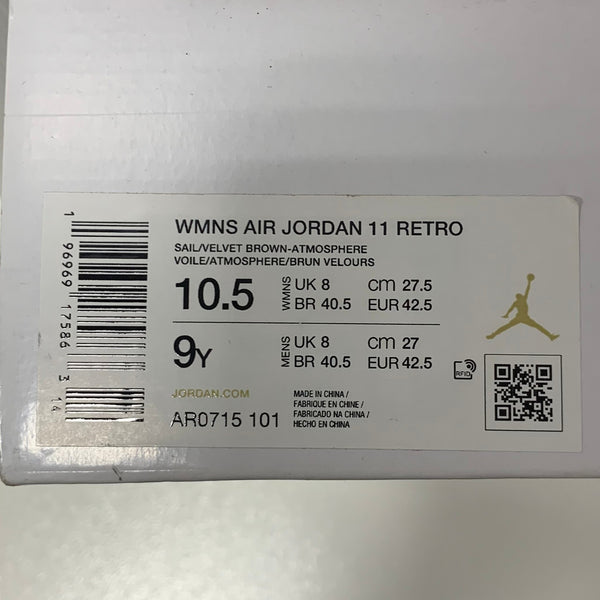 WMNS AIR JORDAN 11 RETRO
SAIL/VELVET BROWN-ATMOSPHERE
VOILE/ATMOSPHERE/BRUN VELOURS
10.5 WMNS UK 8 CM 27.5
BR 40.5 EUR 42.5
9Y MENS UK 8 CM 27
BR 40.5 EUR 42.5
JORDAN.COM
AR0715 101
MADE IN CHINA /
FABRIQUE EN CHINE /
FABRICADO NA CHINA /
HECHO EN CHINA
RFID
1 96969 17586 3 14